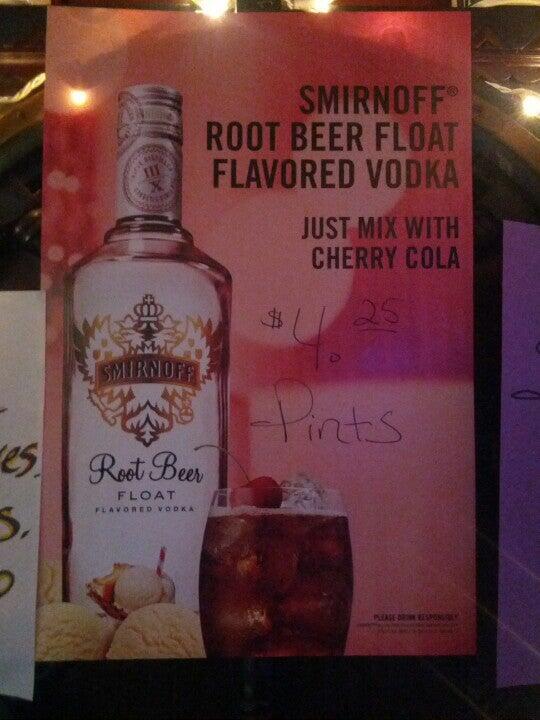 SMIRNOFF®
ROOT BEER FLOAT
FLAVORED VODKA
JUST MIX WITH
CHERRY COLA
$4.25
Pints
SMIRNOFF
Root Beer
FLOAT
FLAVORED VODKA
es,
s.
PLEASE DRINK RESPONSIBLY